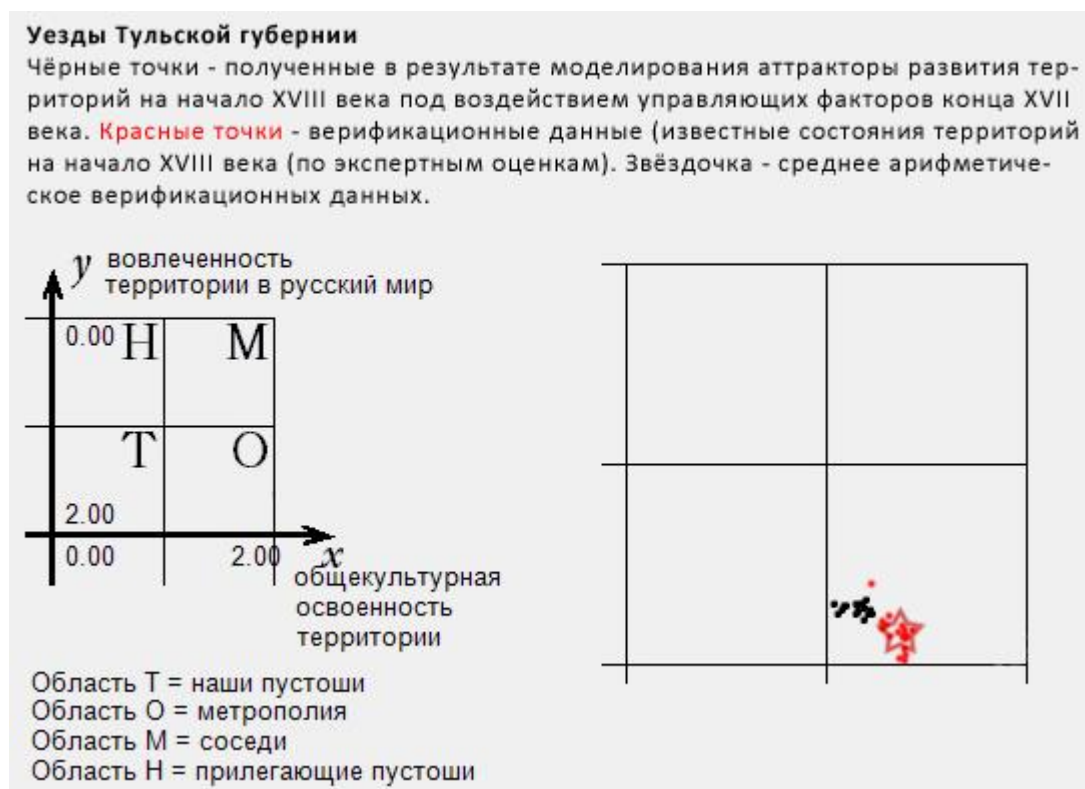 Уезды Тульской губернии
Чёрные точки - полученные в результате моделирования аттракторы развития тер-
риторий на начало XVIII века под воздействием управляющих факторов конца XVII
века. Красные точки - верификационные данные (известные состояния территорий
на начало XVIII века (по экспертным оценкам). Звёздочка - среднее арифметиче-
ское верификационных данных.
y вовлеченность
территории в русский мир
0.00 Н М
Т О
2.00
0.00 2.00 x
общекультурная
освоенность
территории
Область Т = наши пустоши
Область О = метрополия
Область М = соседи
Область Н = прилегающие пустоши